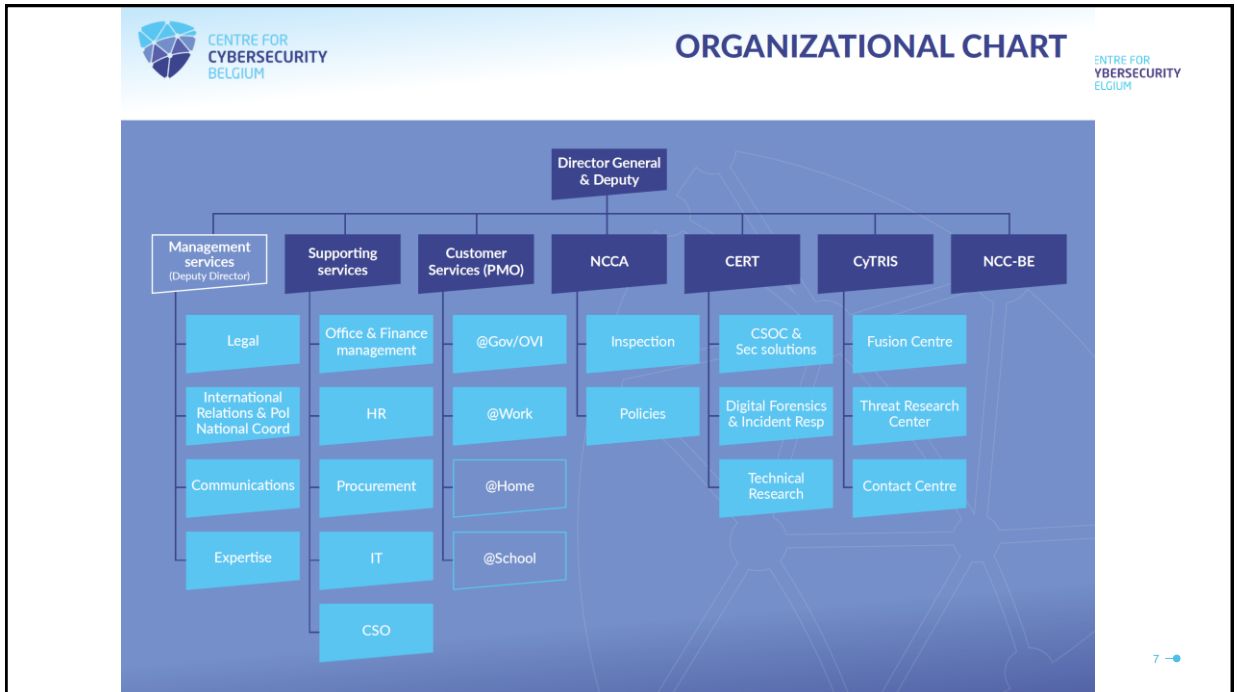 CENTRE FOR
CYBERSECURITY
BELGIUM
ORGANIZATIONAL CHART
ENTRE FOR
YBERSECURITY
ELGIUM
Director General
& Deputy
Management
services
(Deputy Director)
Supporting
services
Customer
Services (PMO)
NCCA
CERT
CyTRIS
NCC-BE
Legal
International
Relations & Pol
National Coord
Communications
Expertise
Office & Finance
management
HR
Procurement
IT
CSO
@Gov/OVI
@Work
@Home
@School
Inspection
Policies
CSOC &
Sec solutions
Digital Forensics
& Incident Resp
Technical
Research
Fusion Centre
Threat Research
Center
Contact Centre
7